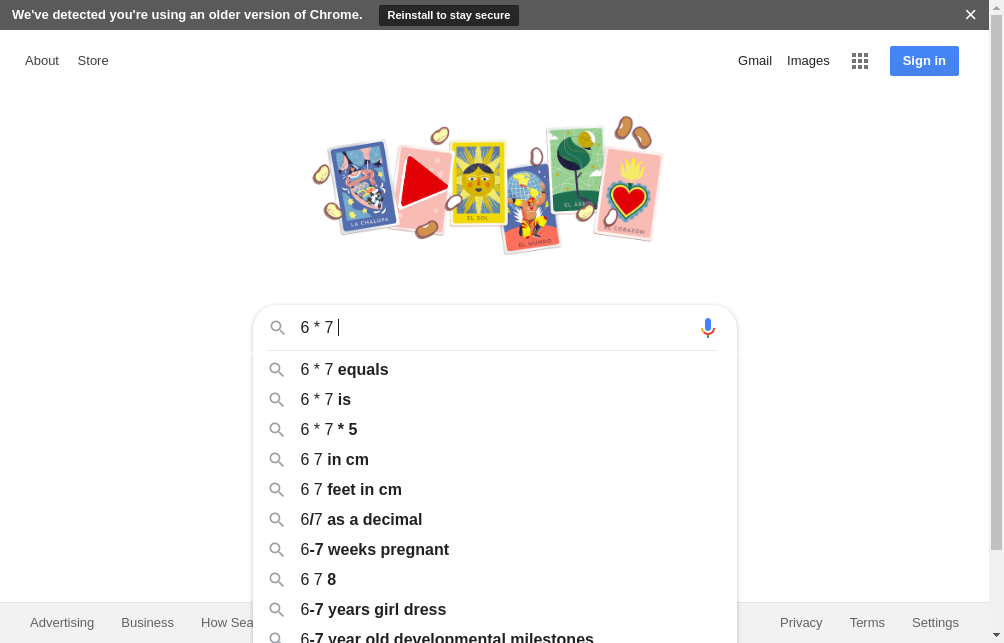 We've detected you're using an older version of Chrome. Reinstall to stay secure
About Store Gmail Images Sign in
LA CHALUPA
EL SOL
EL MUNDO
EL CORAZÓN
6 * 7
6 * 7 equals
6 * 7 is
6 * 7 * 5
6 7 in cm
6 7 feet in cm
6/7 as a decimal
6-7 weeks pregnant
6 7 8
6-7 years girl dress
6-7 year old developmental milestones
Advertising Business How Sea Privacy Terms Settings